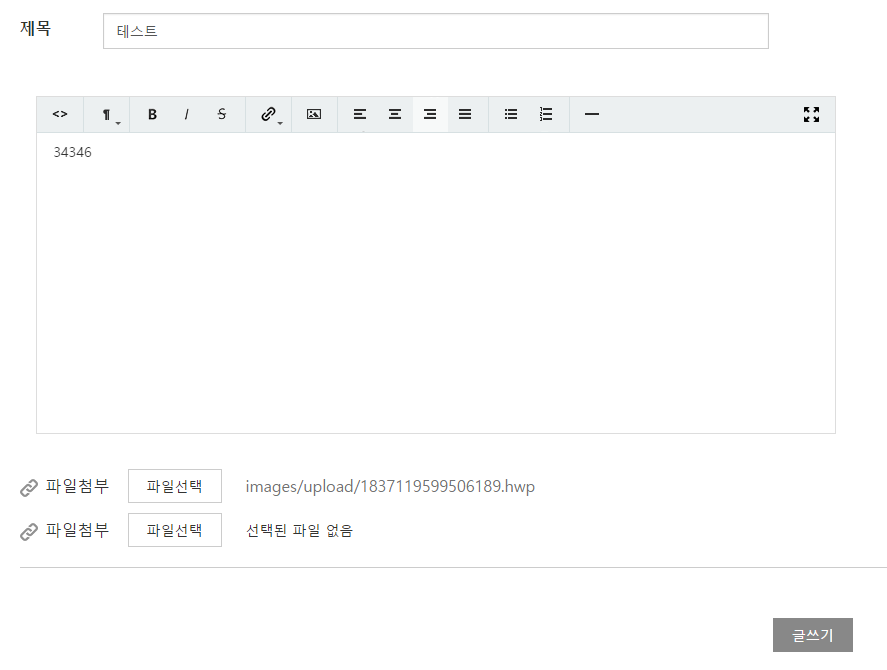 제목 테스트
<> ¶ B I S
34346
파일첨부 파일선택 images/upload/1837119599506189.hwp
파일첨부 파일선택 선택된 파일 없음
글쓰기